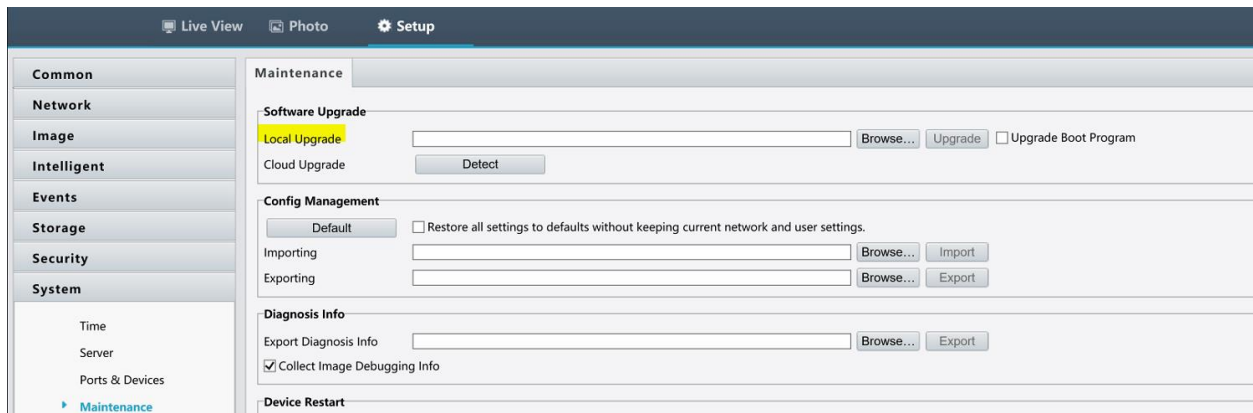 Live View Photo Setup
Common
Network
Image
Intelligent
Events
Storage
Security
System
Time
Server
Ports & Devices
Maintenance
Maintenance
Software Upgrade
Local Upgrade Browse... Upgrade Upgrade Boot Program
Cloud Upgrade Detect
Config Management
Default Restore all settings to defaults without keeping current network and user settings.
Importing Browse... Import
Exporting Browse... Export
Diagnosis Info
Export Diagnosis Info Browse... Export
Collect Image Debugging Info
Device Restart